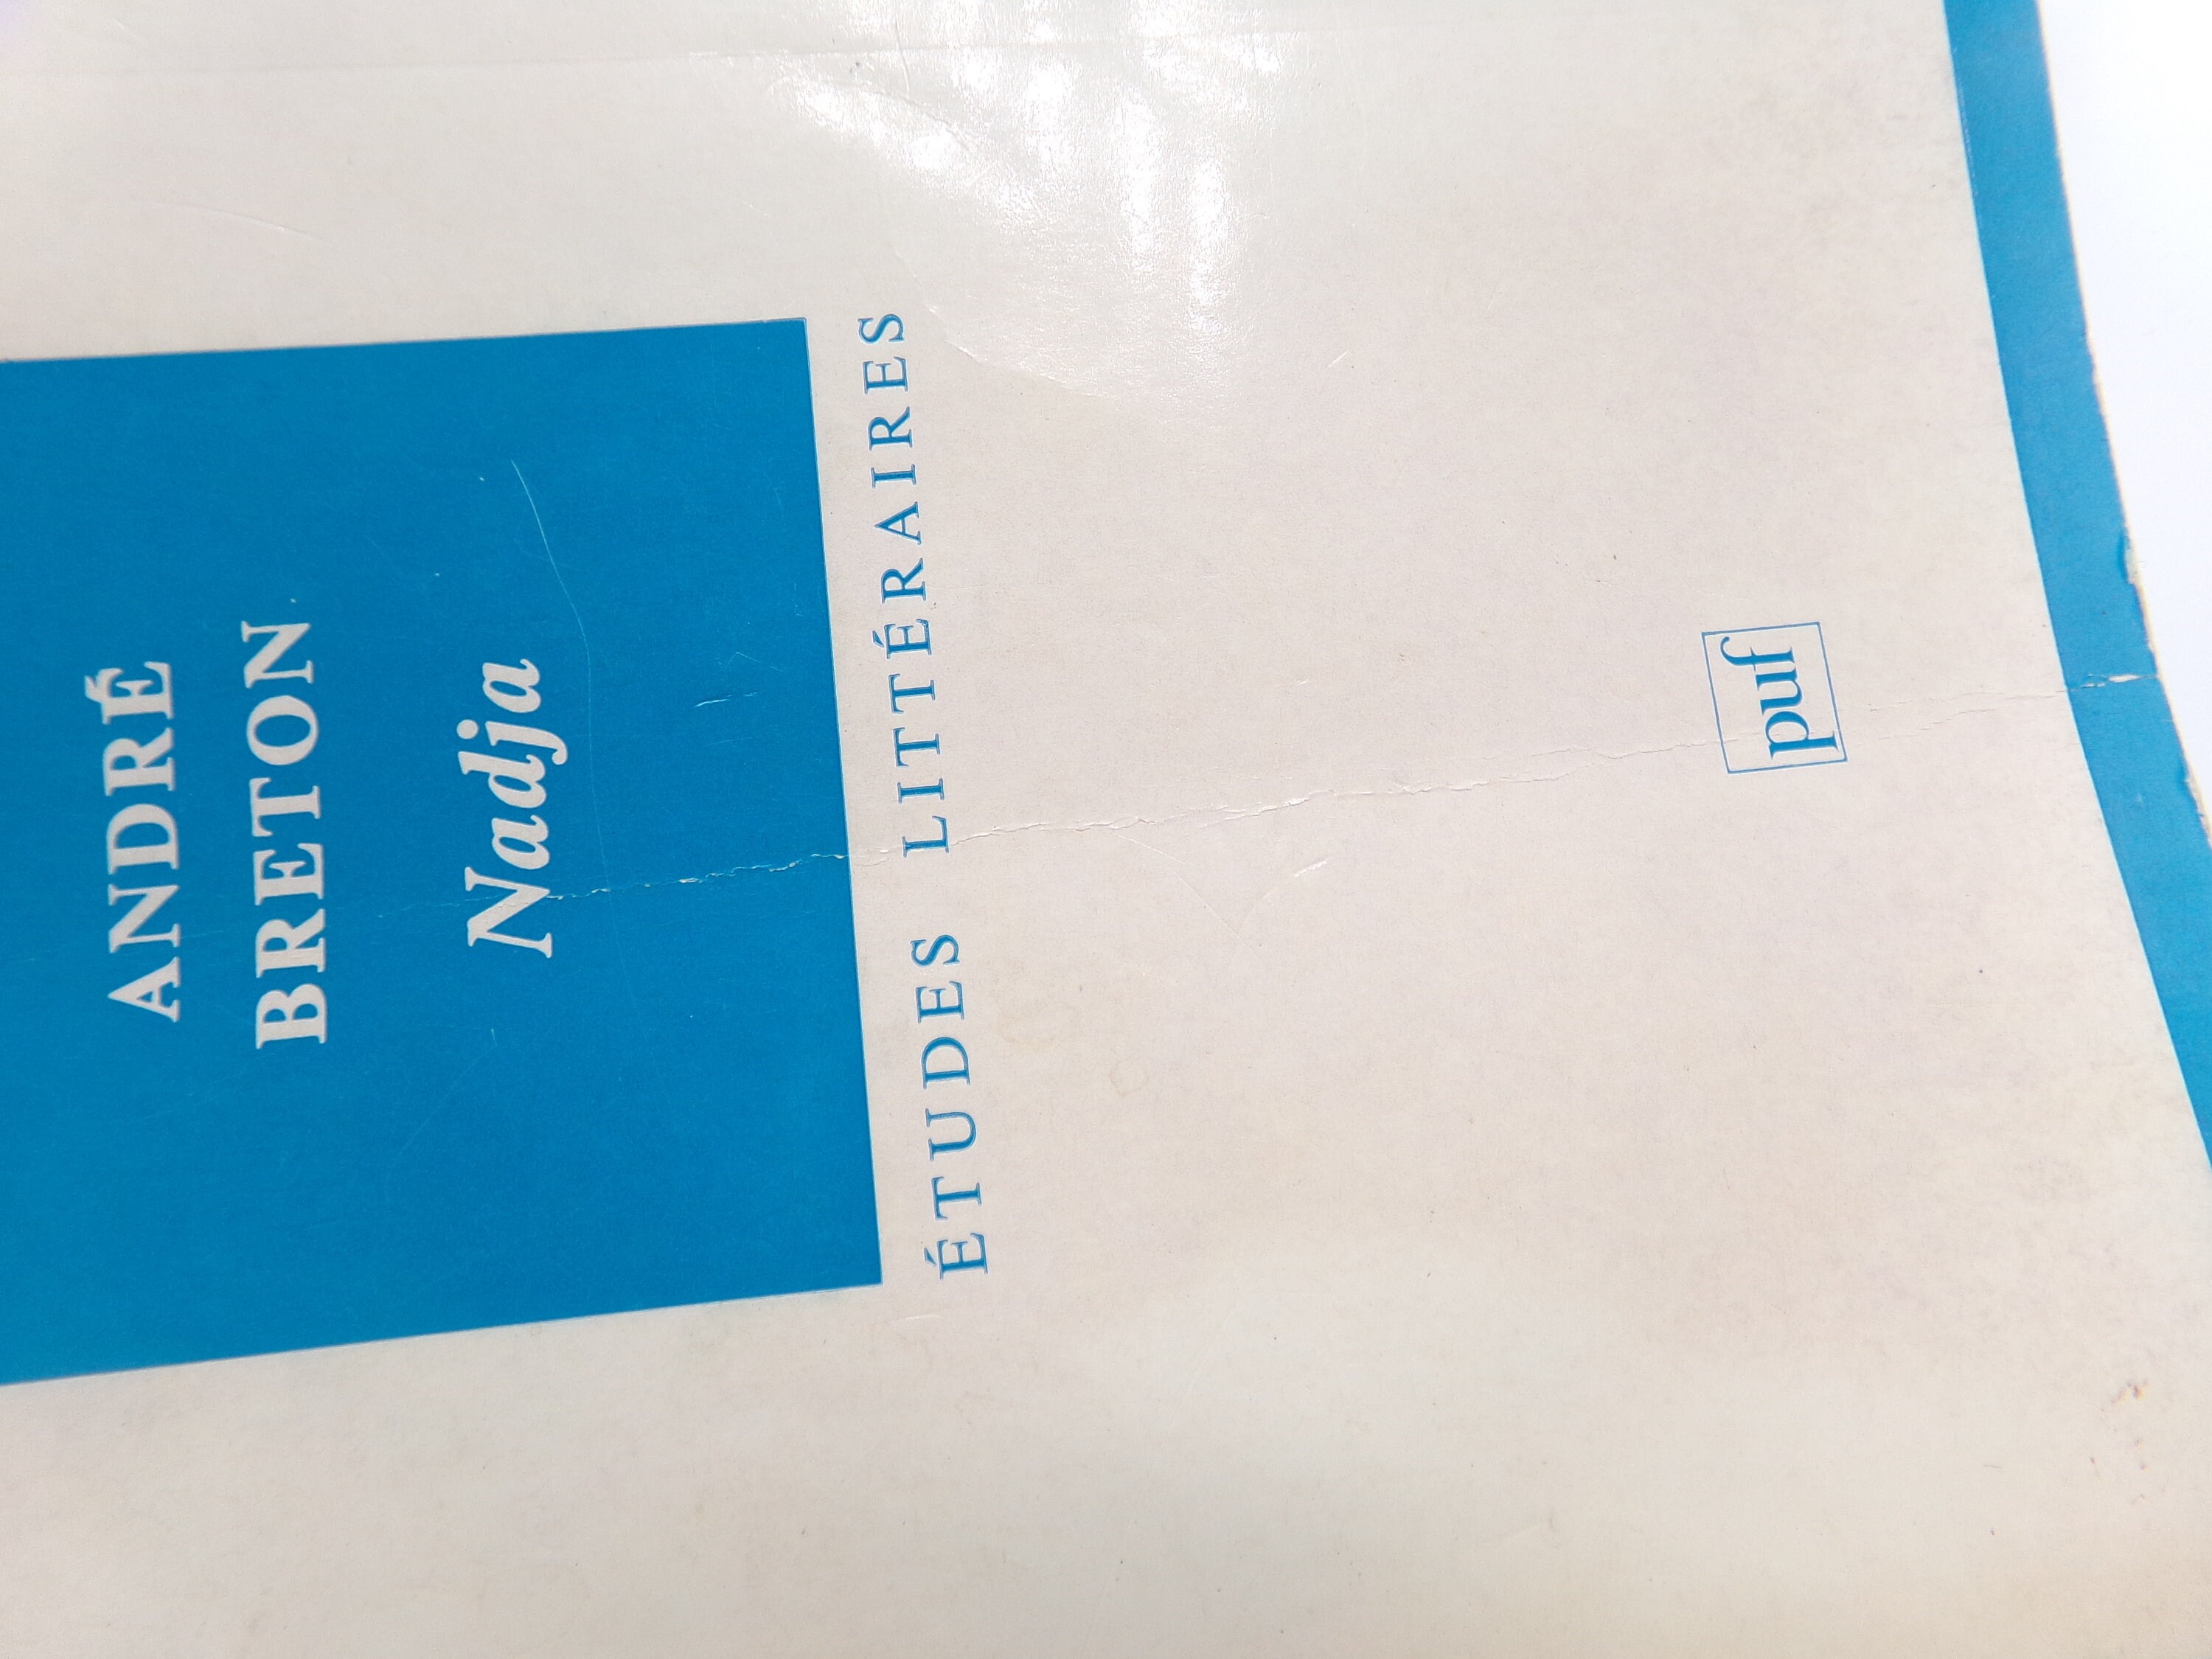 ANDRÉ
BRETON
Nadja
ÉTUDES LITTÉRAIRES
puf